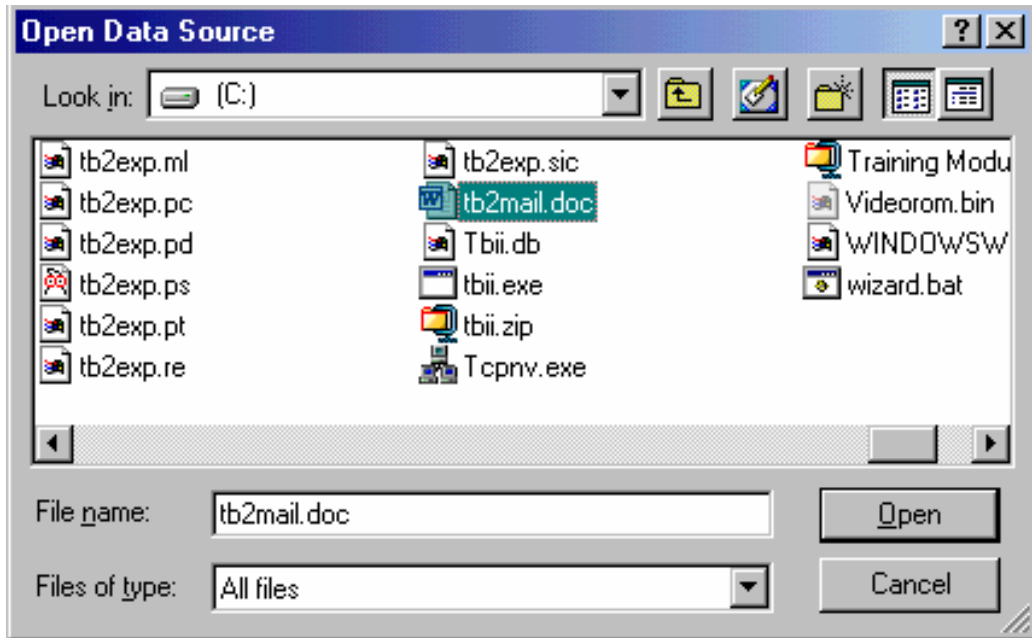 Open Data Source
Look in: (C:)
tb2exp.ml
tb2exp.pc
tb2exp.pd
tb2exp.ps
tb2exp.pt
tb2exp.re
tb2exp.sic
tb2mail.doc
Tbii.db
tbii.exe
tbii.zip
Tcpnv.exe
Training Modu
Videorom.bin
WINDOWSW
wizard.bat
File name: tb2mail.doc
Open
Files of type: All files
Cancel